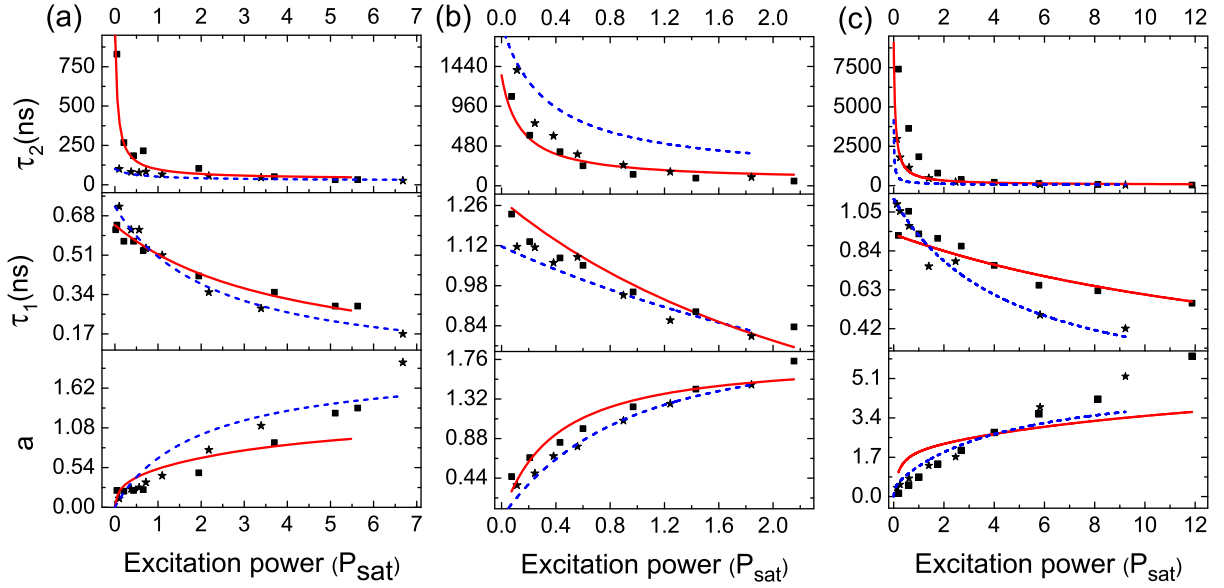 (a) (b) (c)
0 1 2 3 4 5 6 7
0.0 0.4 0.8 1.2 1.6 2.0
0 2 4 6 8 10 12
τ2(ns)
750
500
250
0
1440
960
480
0
7500
5000
2500
0
τ1(ns)
0.68
0.51
0.34
0.17
1.26
1.12
0.98
0.84
1.05
0.84
0.63
0.42
a
1.62
1.08
0.54
0.00
1.76
1.32
0.88
0.44
5.1
3.4
1.7
0.0
0 1 2 3 4 5 6 7
0.0 0.4 0.8 1.2 1.6 2.0
0 2 4 6 8 10 12
Excitation power (Psat)
Excitation power (Psat)
Excitation power (Psat)